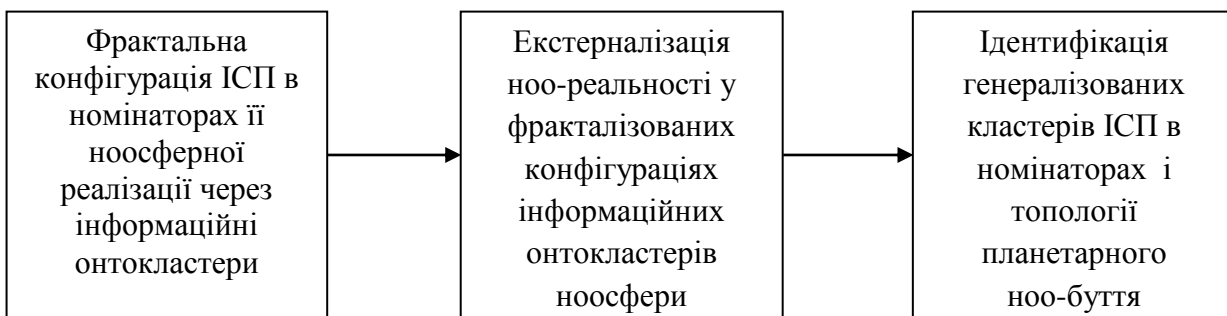 Фрактальна
конфігурація ІСП в
номінаторах її
ноосферної
реалізації через
інформаційні
онтокластери
Екстерналізація
ноо-реальності у
фракталізованих
конфігураціях
інформаційних
онтокластерів
ноосфери
Ідентифікація
генералізованих
кластерів ІСП в
номінаторах і
топології
планетарного
ноо-буття